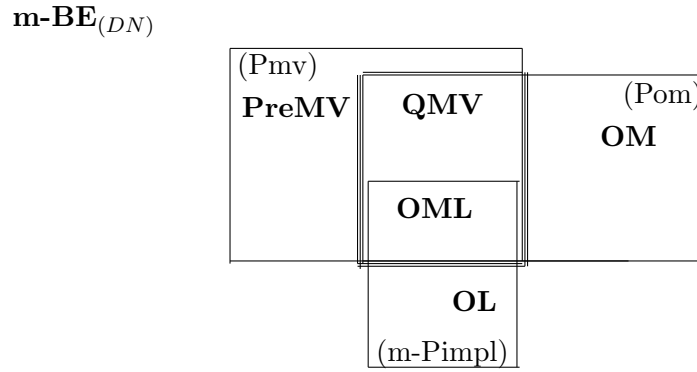 m-BE(DN)
(Pmv)
PreMV QMV (Pom)
OM
OML
OL
(m-Pimpl)